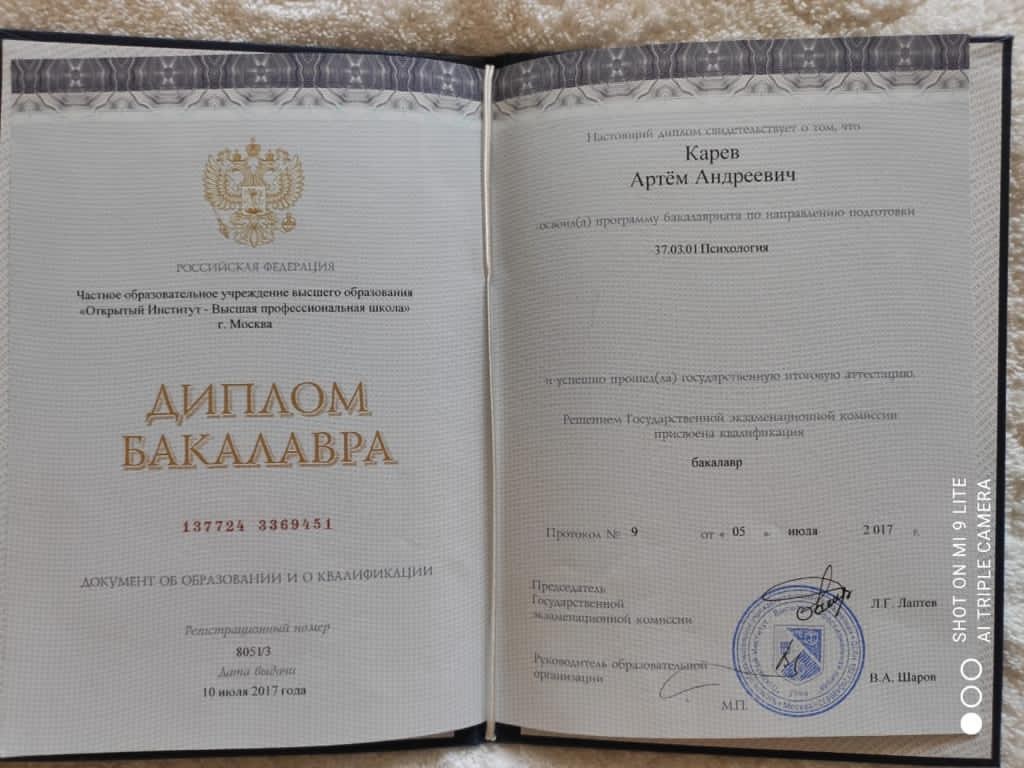 РОССИЙСКАЯ ФЕДЕРАЦИЯ
Частное образовательное учреждение высшего образования
«Открытый Институт - Высшая профессиональная школа»
г. Москва
ДИПЛОМ
БАКАЛАВРА
137724 3369451
ДОКУМЕНТ ОБ ОБРАЗОВАНИИ И О КВАЛИФИКАЦИИ
Регистрационный номер
8051/3
Дата выдачи
10 июля 2017 года
Настоящий диплом свидетельствует о том, что
Карев
Артём Андреевич
освоил(а) программу бакалавриата по направлению подготовки
37.03.01 Психология
и успешно прошел(ла) государственную итоговую аттестацию.
Решением Государственной экзаменационной комиссии
присвоена квалификация
бакалавр
Протокол № 9 от « 05 » июля 2017 г.
Председатель
Государственной
экзаменационной комиссии
Л.Г. Лаптев
Руководитель образовательной
организации
В.А. Шаров
М.П.
SHOT ON MI 9 LITE
AI TRIPLE CAMERA